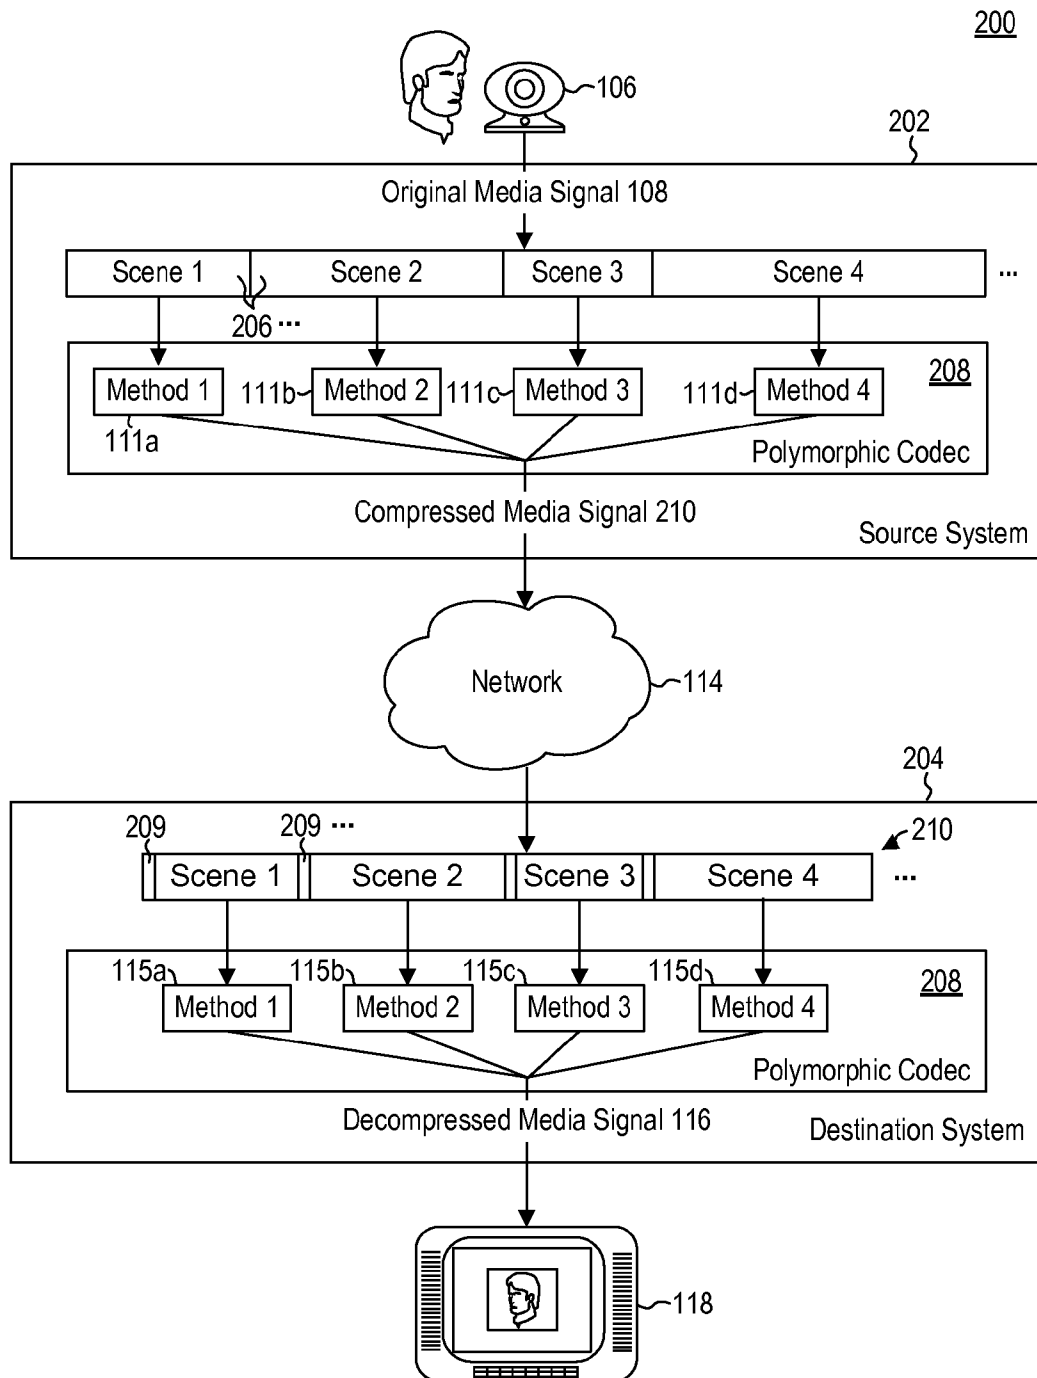 200
106
202
Original Media Signal 108
Scene 1
Scene 2
Scene 3
Scene 4
...
206 ...
208
Method 1
111b
Method 2
111c
Method 3
111d
Method 4
111a
Polymorphic Codec
Compressed Media Signal 210
Source System
Network
114
204
209
209 ...
210
Scene 1
Scene 2
Scene 3
Scene 4
...
115a
115b
115c
115d
208
Method 1
Method 2
Method 3
Method 4
Polymorphic Codec
Decompressed Media Signal 116
Destination System
118